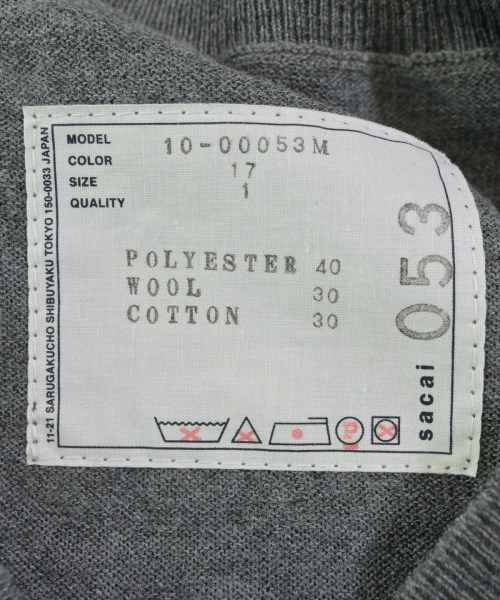 MODEL 10-00053M
COLOR 17
SIZE 1
QUALITY
POLYESTER 40
WOOL 30
COTTON 30
P
sacai 053
11-21 SARUGAKUCHO SHIBUYAKU TOKYO 150-0033 JAPAN